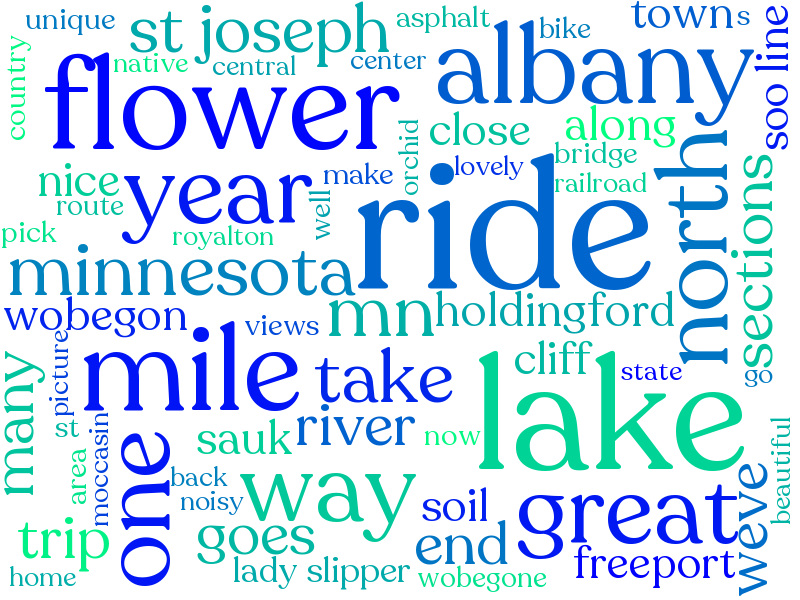 unique
st joseph
asphalt
bike
towns
country
native
central
center
albany
soo line
flower
close
along
orchid
bridge
lovely
railroad
nice
year
make
route
well
ride
north
sections
pick
royalton
minnesota
wobegon
views
mn
holdingford
mile
take
cliff
state
go
many
picture
st
one
sauk
river
now
lake
area
moccasin
back
noisy
way
soil
great
weve
beautiful
trip
goes
end
freeport
home
lady slipper
wobegone